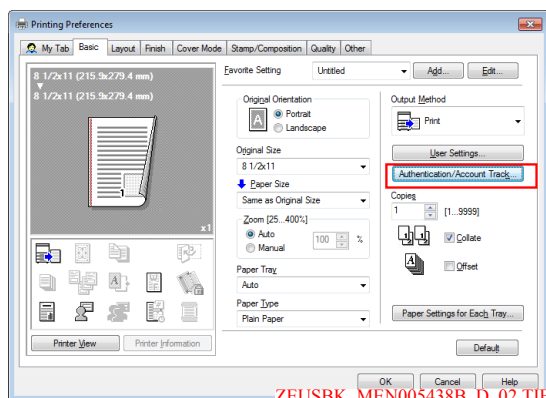 Printing Preferences
My Tab Basic Layout Finish Cover Mode Stamp/Composition Quality Other
8 1/2x11 (215.9x279.4 mm)
8 1/2x11 (215.9x279.4 mm)
1
x1
Printer View Printer Information
Favorite Setting Untitled Add... Edit...
Original Orientation
A
Portrait
Landscape
Original Size
8 1/2x11
Paper Size
Same as Original Size
Zoom [25...400%]
Auto
Manual
100 %
Paper Tray
Auto
Paper Type
Plain Paper
Output Method
Print
User Settings...
Authentication/Account Track...
Copies
1 [1...9999]
Collate
Offset
Paper Settings for Each Tray...
Default
OK Cancel Help